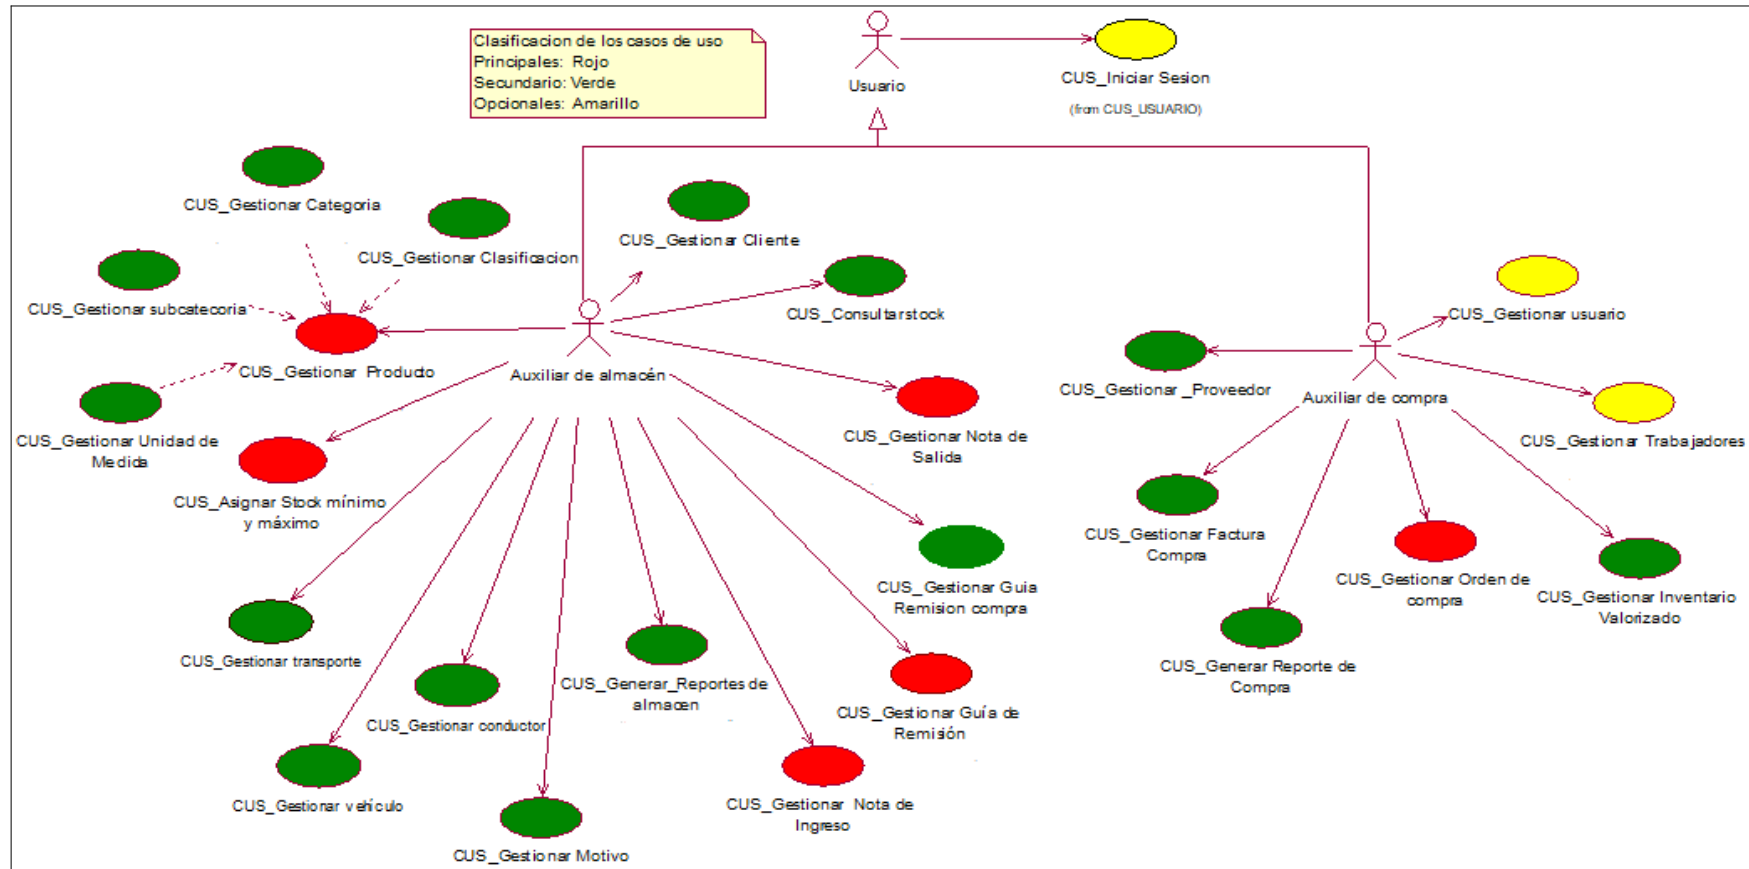 Clasificacion de los casos de uso
Principales: Rojo
Secundario: Verde
Opcionales: Amarillo
Usuario
CUS_Iniciar Sesion
(from CUS_USUARIO)
CUS_Gestionar Categoria
CUS_Gestionar Clasificacion
CUS_Gestionar Cliente
CUS_Gestionar subcatecoria
CUS_Consultar stock
CUS_Gestionar usuario
CUS_Gestionar Producto
Auxiliar de almacén
CUS_Gestionar _Proveedor
Auxiliar de compra
CUS_Gestionar Unidad de
Medida
CUS_Gestionar Nota de
Salida
CUS_Gestionar Trabajadores
CUS_Asignar Stock mínimo
y máximo
CUS_Gestionar Factura
Compra
CUS_Gestionar Guia
Remision compra
CUS_Gestionar Orden de
compra
CUS_Gestionar Inventario
Valorizado
CUS_Gestionar transporte
CUS_Generar_Reportes de
almacen
CUS_Generar Reporte de
Compra
CUS_Gestionar conductor
CUS_Gestionar Guía de
Remisión
CUS_Gestionar vehículo
CUS_Gestionar Nota de
Ingreso
CUS_Gestionar Motivo